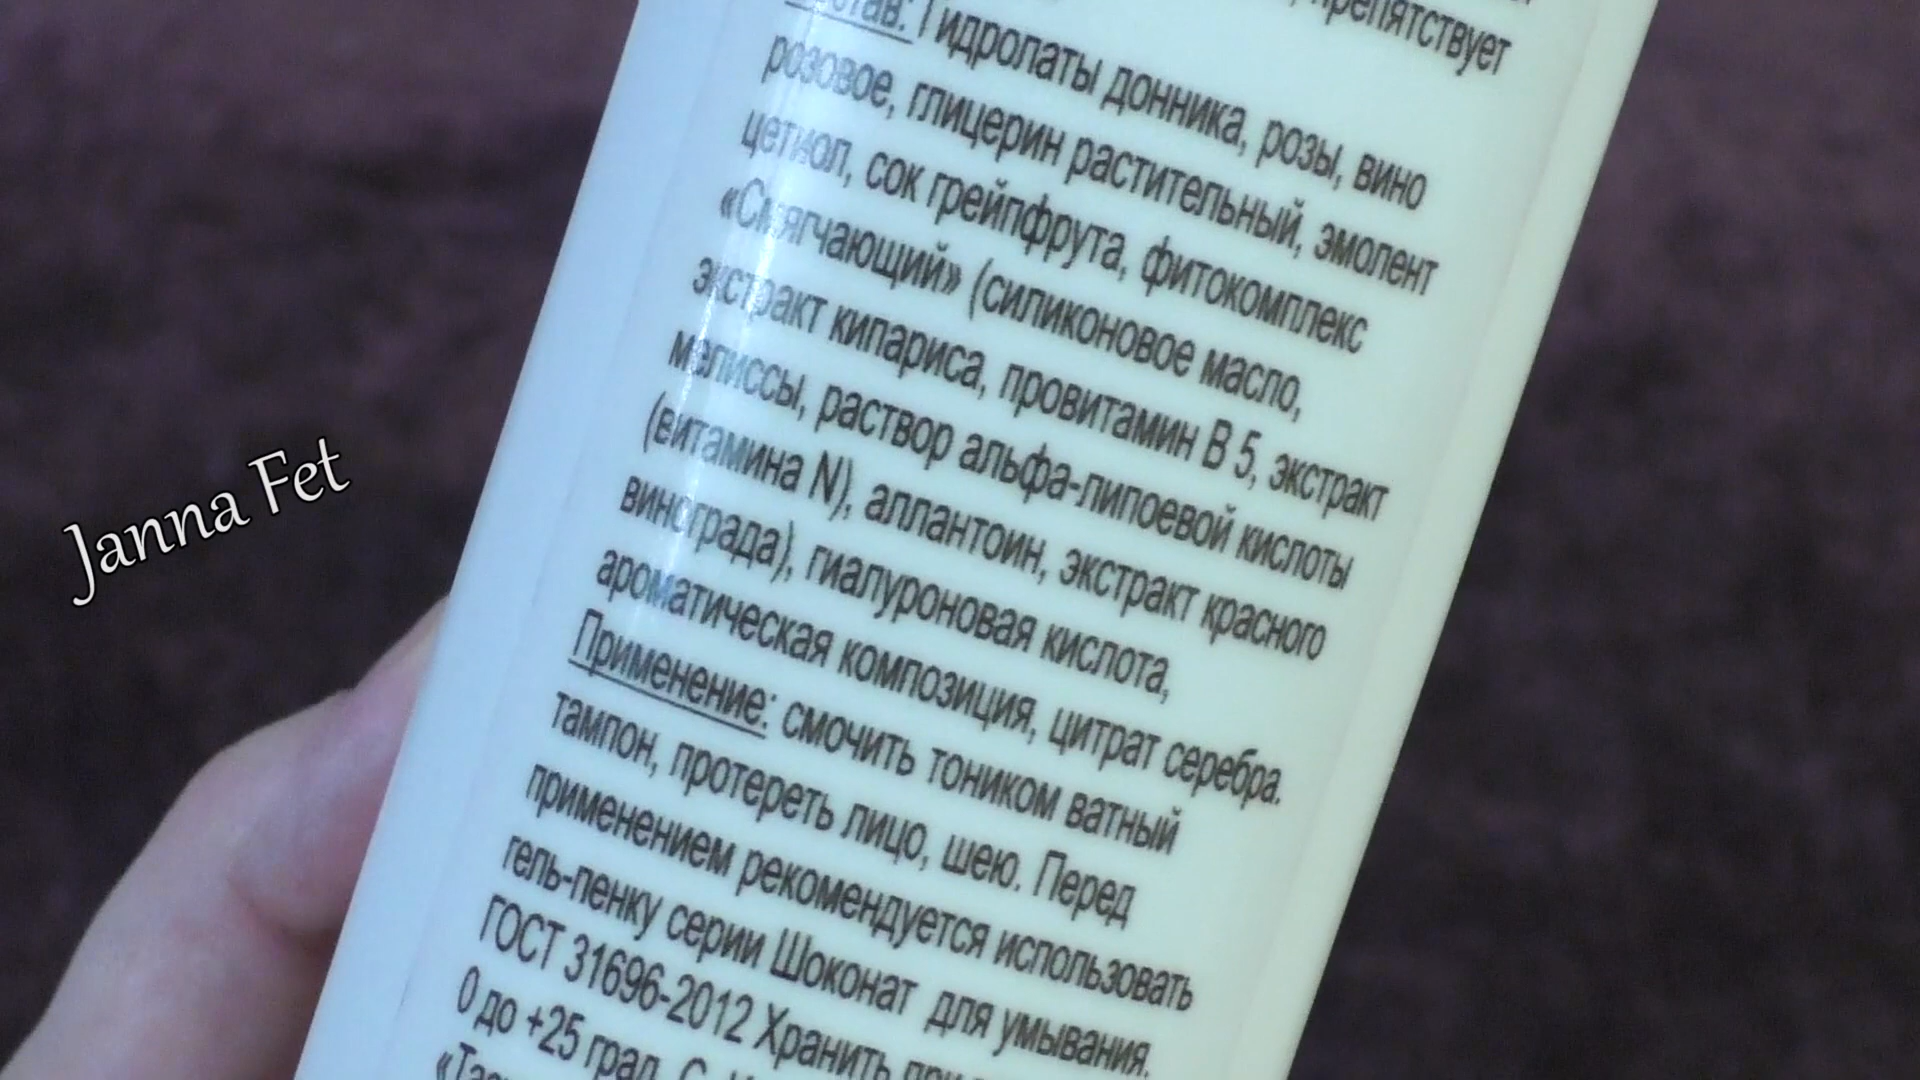 препятствует
Состав: Гидролаты донника, розы, вино
розовое, глицерин растительный, эмолент
цетиол, сок грейпфрута, фитокомплекс
«Смягчающий» (силиконовое масло,
экстракт кипариса, провитамин В 5, экстракт
мелиссы, раствор альфа-липоевой кислоты
(витамина N), аллантоин, экстракт красного
винограда), гиалуроновая кислота,
ароматическая композиция, цитрат серебра.
Применение: смочить тоником ватный
тампон, протереть лицо, шею. Перед
применением рекомендуется использовать
гель-пенку серии Шоконат для умывания.
ГОСТ 31696-2012 Хранить при
0 до +25 град. С.
Janna Fet